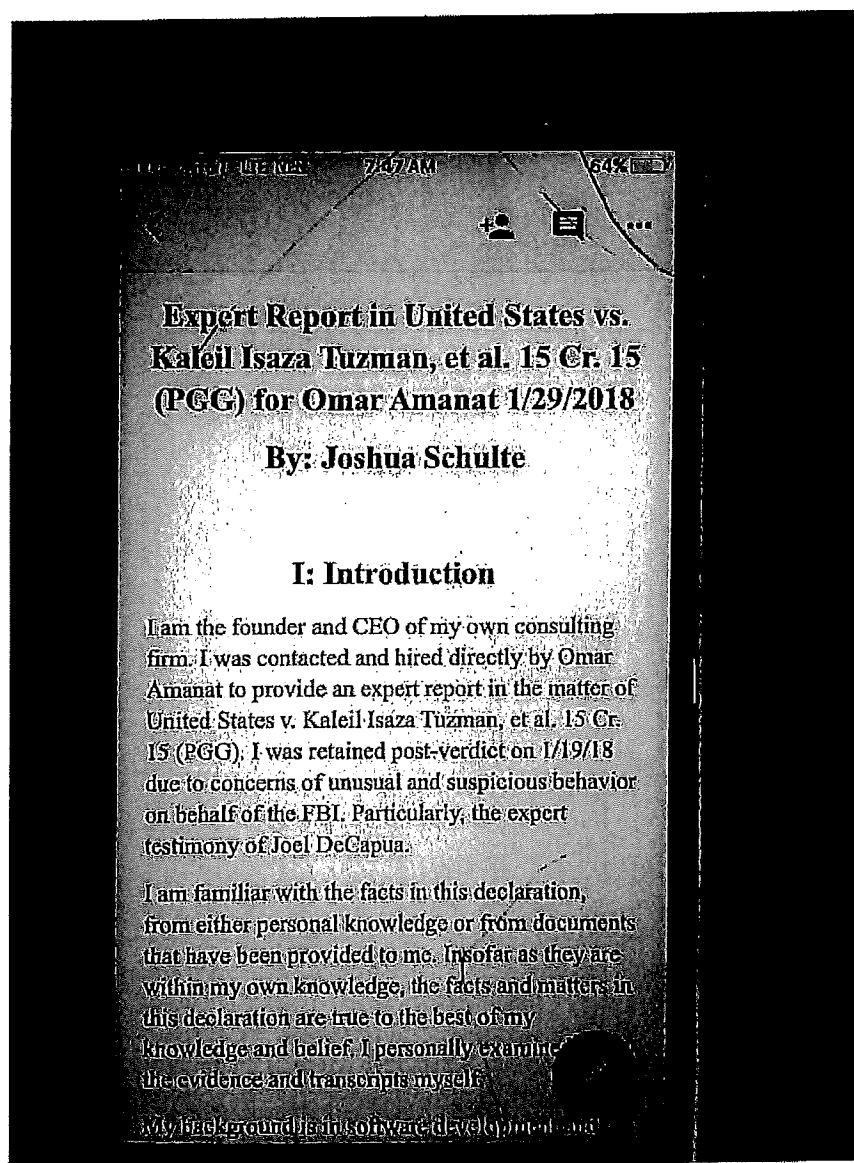 LTE
7:47 AM
64%
Expert Report in United States vs.
Kaleil Isaza Tuzman, et al. 15 Cr. 15
(PGG) for Omar Amanat 1/29/2018
By: Joshua Schulte
I: Introduction
I am the founder and CEO of my own consulting
firm. I was contacted and hired directly by Omar
Amanat to provide an expert report in the matter of
United States v. Kaleil Isaza Tuzman, et al. 15 Cr.
15 (PGG). I was retained post-verdict on 1/19/18
due to concerns of unusual and suspicious behavior
on behalf of the FBI. Particularly, the expert
testimony of Joel DeCapua.
I am familiar with the facts in this declaration,
from either personal knowledge or from documents
that have been provided to me. Insofar as they are
within my own knowledge, the facts and matters in
this declaration are true to the best of my
knowledge and belief. I personally examine
the evidence and transcripts myself.
My background is in software development and